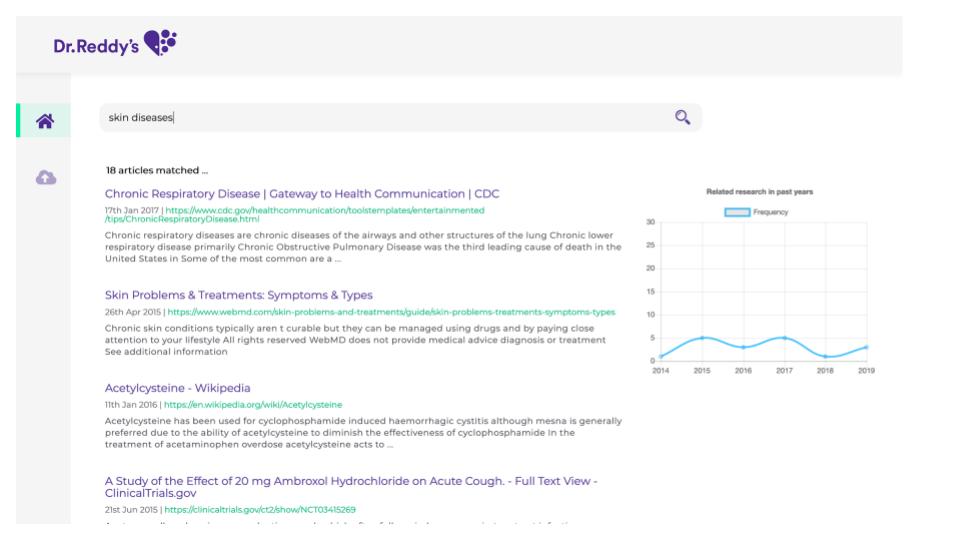 Dr.Reddy's
skin diseases
18 articles matched ...
Chronic Respiratory Disease | Gateway to Health Communication | CDC
17th Jan 2017 | https://www.cdc.gov/healthcommunication/toolstemplates/entertainmented
/tips/ChronicRespiratoryDisease.html
Chronic respiratory diseases are chronic diseases of the airways and other structures of the lung Chronic lower
respiratory disease primarily Chronic Obstructive Pulmonary Disease was the third leading cause of death in the
United States in Some of the most common are a ...
Skin Problems & Treatments: Symptoms & Types
26th Apr 2015 | https://www.webmd.com/skin-problems-and-treatments/guide/skin-problems-treatments-symptoms-types
Chronic skin conditions typically aren t curable but they can be managed using drugs and by paying close
attention to your lifestyle All rights reserved WebMD does not provide medical advice diagnosis or treatment
See additional information
Acetylcysteine - Wikipedia
11th Jan 2016 | https://en.wikipedia.org/wiki/Acetylcysteine
Acetylcysteine has been used for cyclophosphamide induced haemorrhagic cystitis although mesna is generally
preferred due to the ability of acetylcysteine to diminish the effectiveness of cyclophosphamide In the
treatment of acetaminophen overdose acetylcysteine acts to ...
A Study of the Effect of 20 mg Ambroxol Hydrochloride on Acute Cough. - Full Text View -
ClinicalTrials.gov
21st Jun 2015 | https://clinicaltrials.gov/ct2/show/NCT03415269
Related research in past years
Frequency
30
25
20
15
10
5
0
2014 2015 2016 2017 2018 2019